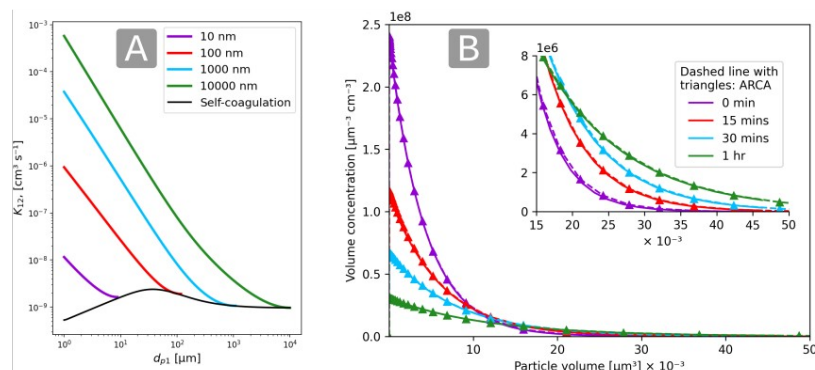 A
10⁻³
10⁻⁴
10⁻⁵
10⁻⁶
10⁻⁷
10⁻⁸
10⁻⁹
K₁₂, [cm³ s⁻¹]
10 nm
100 nm
1000 nm
10000 nm
Self-coagulation
10⁰ 10¹ 10² 10³ 10⁴
dₚ₁ [µm]
B
1e8
2.5
2.0
1.5
1.0
0.5
0.0
Volume concentration [µm⁻³ cm⁻³]
1e6
8
6
4
2
0
Dashed line with
triangles: ARCA
0 min
15 mins
30 mins
1 hr
15 20 25 30 35 40 45 50
× 10⁻³
10 20 30 40 50
Particle volume [µm³] × 10⁻³